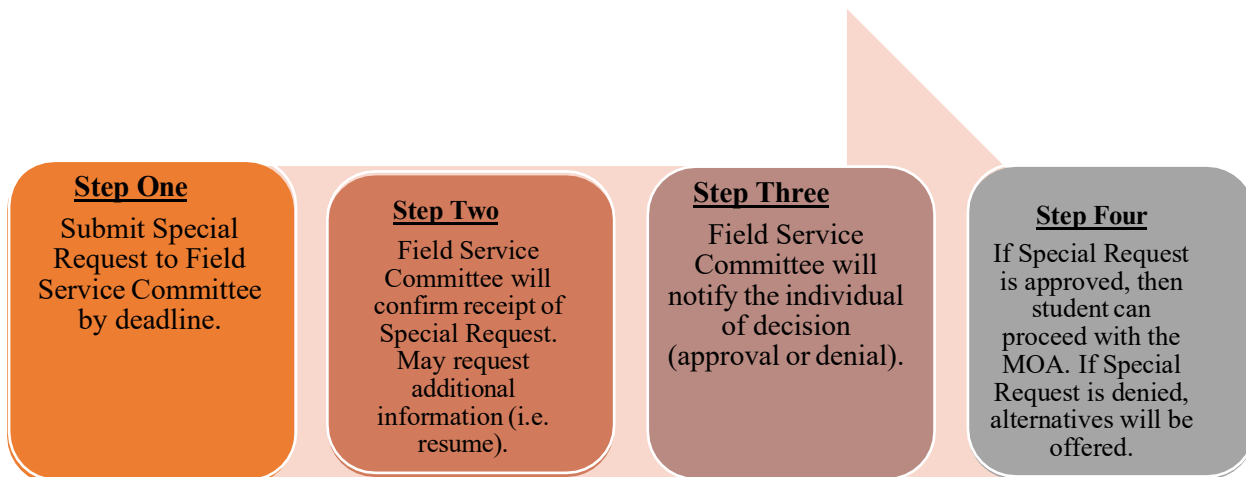 Step One
Submit Special
Request to Field
Service Committee
by deadline.
Step Two
Field Service
Committee will
confirm receipt of
Special Request.
May request
additional
information (i.e.
resume).
Step Three
Field Service
Committee will
notify the individual
of decision
(approval or denial).
Step Four
If Special Request
is approved, then
student can
proceed with the
MOA. If Special
Request is denied,
alternatives will be
offered.